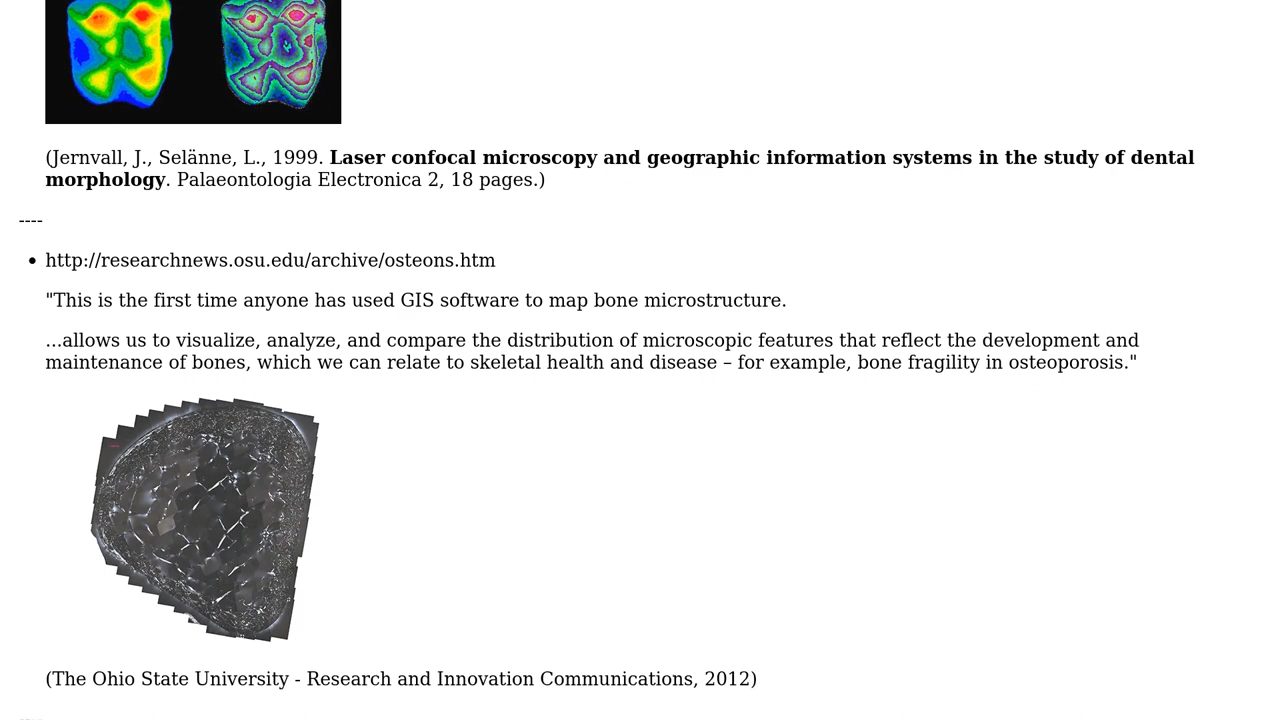 (Jernvall, J., Selänne, L., 1999. Laser confocal microscopy and geographic information systems in the study of dental
morphology. Palaeontologia Electronica 2, 18 pages.)
----
• http://researchnews.osu.edu/archive/osteons.htm
"This is the first time anyone has used GIS software to map bone microstructure.
...allows us to visualize, analyze, and compare the distribution of microscopic features that reflect the development and
maintenance of bones, which we can relate to skeletal health and disease – for example, bone fragility in osteoporosis."
(The Ohio State University - Research and Innovation Communications, 2012)